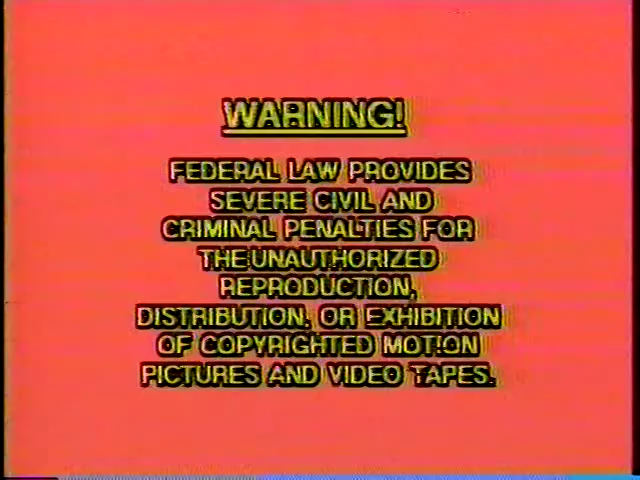 WARNING!
FEDERAL LAW PROVIDES
SEVERE CIVIL AND
CRIMINAL PENALTIES FOR
THE UNAUTHORIZED
REPRODUCTION,
DISTRIBUTION, OR EXHIBITION
OF COPYRIGHTED MOTION
PICTURES AND VIDEO TAPES.